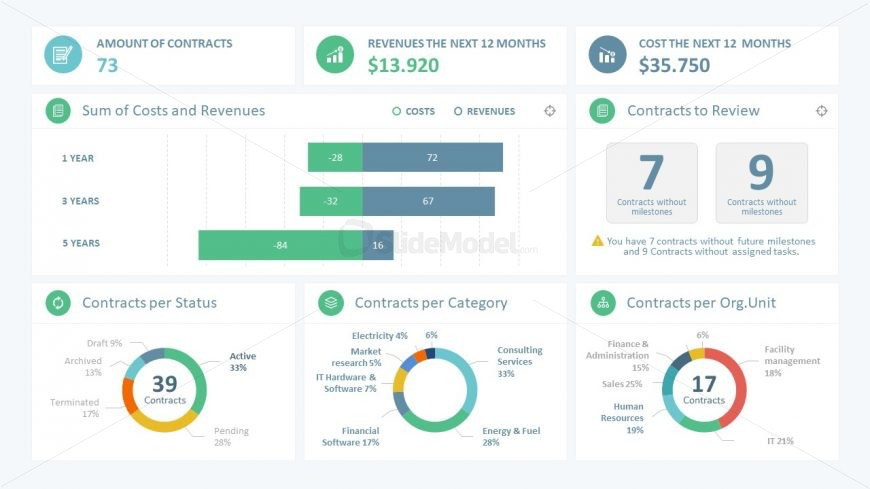 AMOUNT OF CONTRACTS
73
REVENUES THE NEXT 12 MONTHS
$13.920
COST THE NEXT 12 MONTHS
$35.750
Sum of Costs and Revenues
COSTS
REVENUES
1 YEAR
-28
72
3 YEARS
-32
67
5 YEARS
-84
16
SlideModel.com
Contracts to Review
7
Contracts without
milestones
9
Contracts without
milestones
You have 7 contracts without future milestones
and 9 Contracts without assigned tasks.
Contracts per Status
Draft 9%
Archived
13%
Terminated
17%
Active
33%
Pending
28%
39
Contracts
Contracts per Category
Electricity 4%
6%
Market
research 5%
IT Hardware &
Software 7%
Financial
Software 17%
Consulting
Services
33%
Energy & Fuel
28%
Contracts per Org.Unit
6%
Finance &
Administration
15%
Sales 25%
Human
Resources
19%
Facility
management
18%
IT 21%
17
Contracts